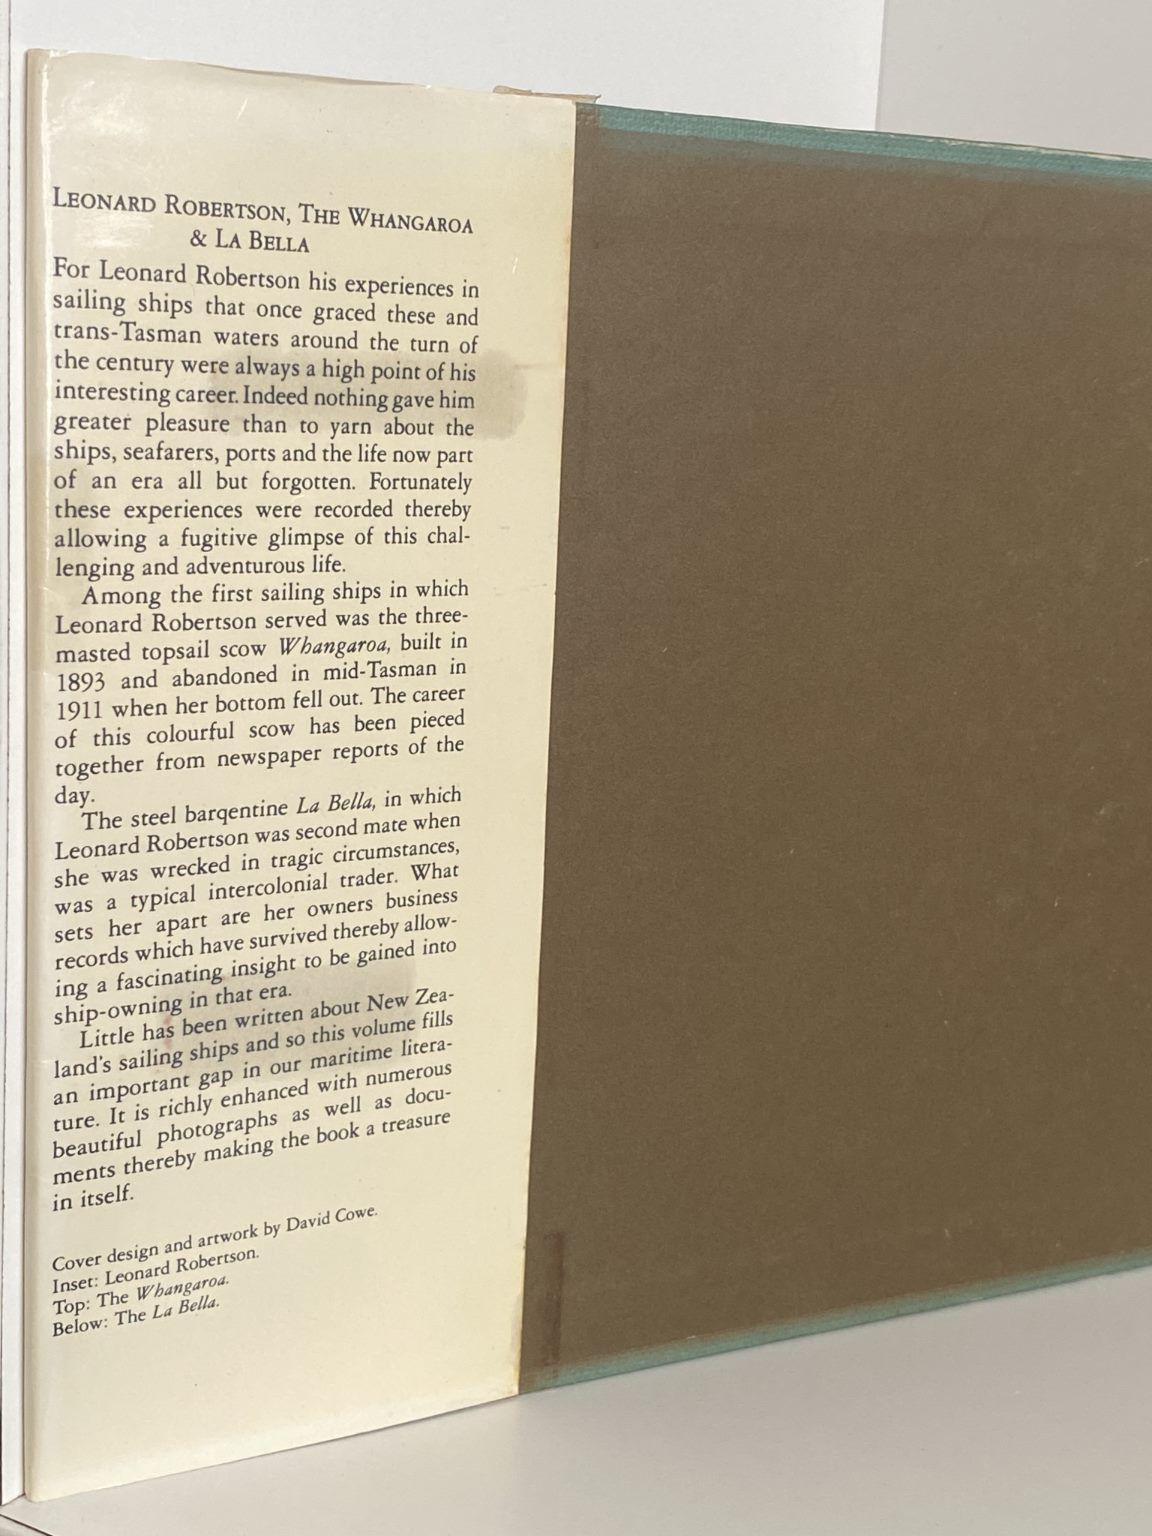 LEONARD ROBERTSON, THE WHANGAROA
& LA BELLA
For Leonard Robertson his experiences in
sailing ships that once graced these and
trans-Tasman waters around the turn of
the century were always a high point of his
interesting career. Indeed nothing gave him
greater pleasure than to yarn about the
ships, seafarers, ports and the life now part
of an era all but forgotten. Fortunately
these experiences were recorded thereby
allowing a fugitive glimpse of this chal-
lenging and adventurous life.
Among the first sailing ships in which
Leonard Robertson served was the three-
masted topsail scow Whangaroa, built in
1893 and abandoned in mid-Tasman in
1911 when her bottom fell out. The career
of this colourful scow has been pieced
together from newspaper reports of the
day.
The steel barqentine La Bella, in which
Leonard Robertson was second mate when
she was wrecked in tragic circumstances,
was a typical intercolonial trader. What
sets her apart are her owners business
records which have survived thereby allow-
ing a fascinating insight to be gained into
ship-owning in that era.
Little has been written about New Zea-
land's sailing ships and so this volume fills
an important gap in our maritime litera-
ture. It is richly enhanced with numerous
beautiful photographs as well as docu-
ments thereby making the book a treasure
in itself.
Cover design and artwork by David Cowe.
Inset: Leonard Robertson.
Top: The Whangaroa.
Below: The La Bella.